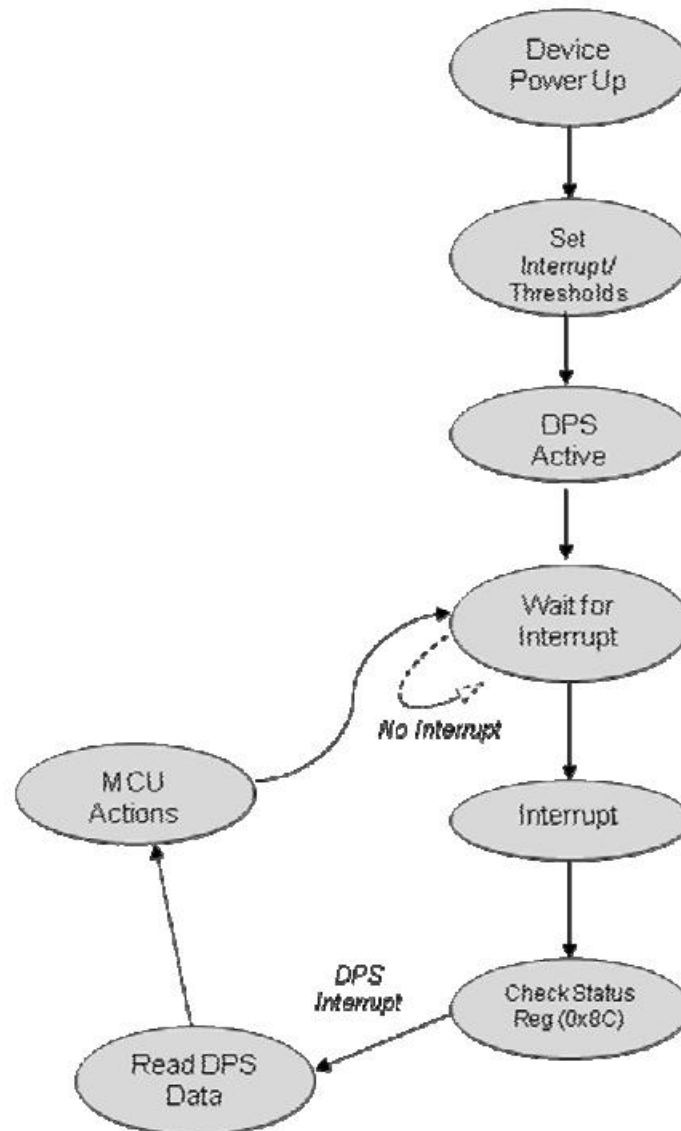 Device
Power Up
Set
Interrupt/
Thresholds
DPS
Active
Wait for
Interrupt
No Interrupt
MCU
Actions
Interrupt
DPS
Interrupt
Check Status
Reg (0x8C)
Read DPS
Data